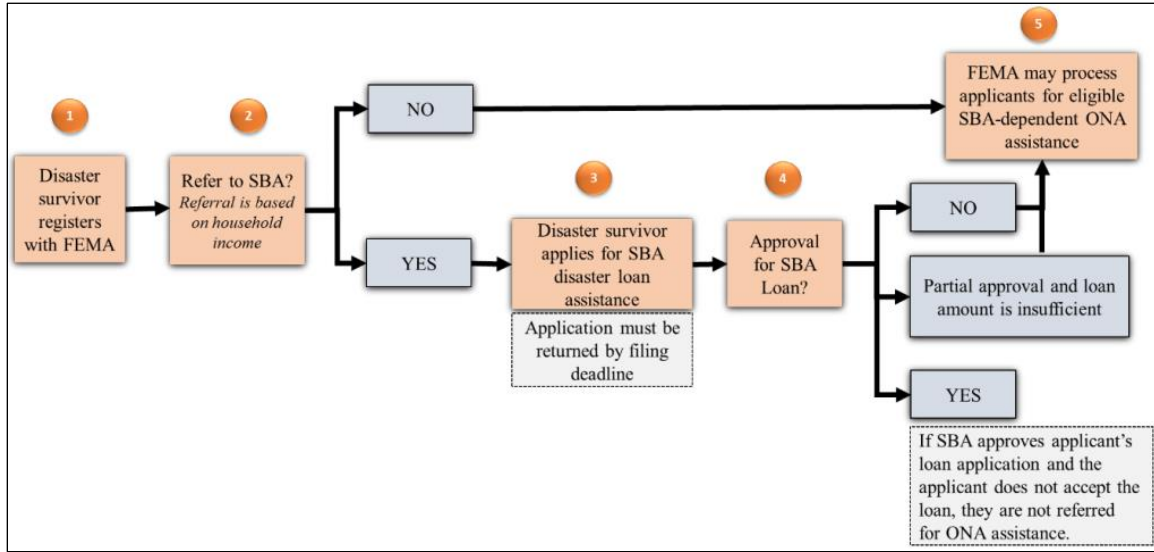 1
Disaster
survivor
registers
with FEMA
2
Refer to SBA?
Referral is based
on household
income
NO
YES
3
Disaster survivor
applies for SBA
disaster loan
assistance
Application must be
returned by filing
deadline
4
Approval
for SBA
Loan?
NO
Partial approval and loan
amount is insufficient
YES
If SBA approves applicant's
loan application and the
applicant does not accept the
loan, they are not referred
for ONA assistance.
5
FEMA may process
applicants for eligible
SBA-dependent ONA
assistance